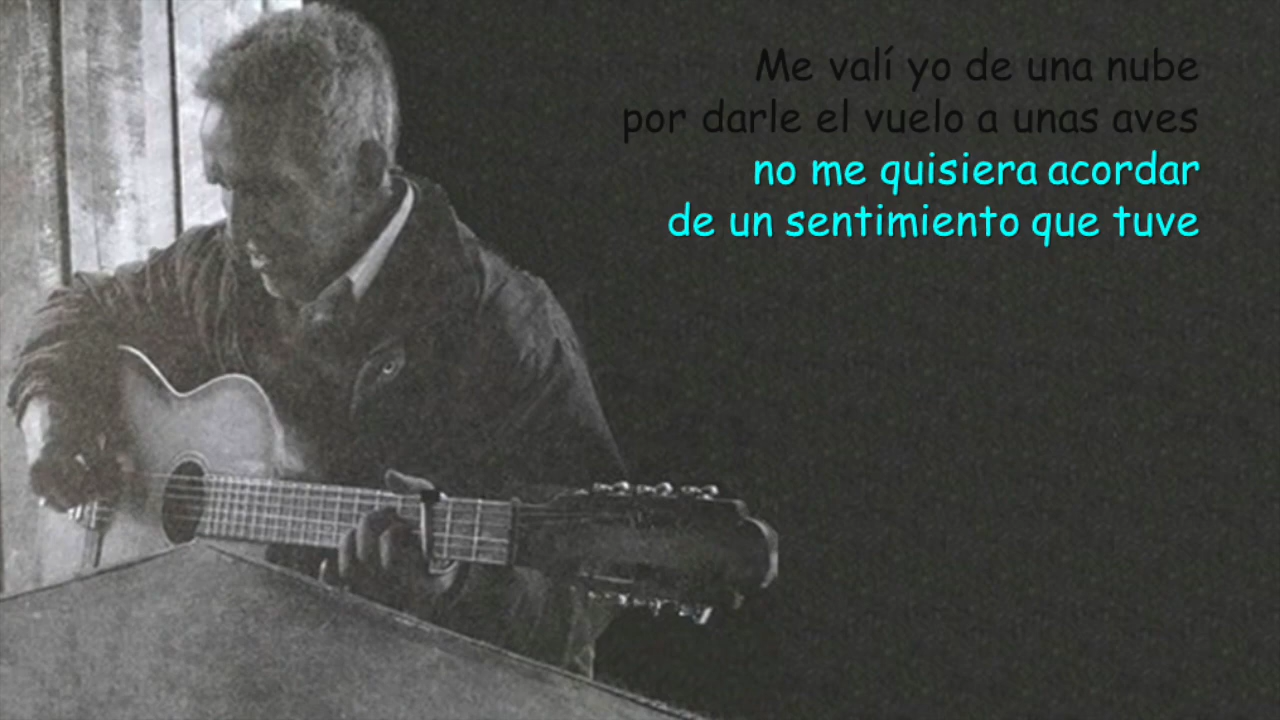 Me valí yo de una nube
por darle el vuelo a unas aves
no me quisiera acordar
de un sentimiento que tuve